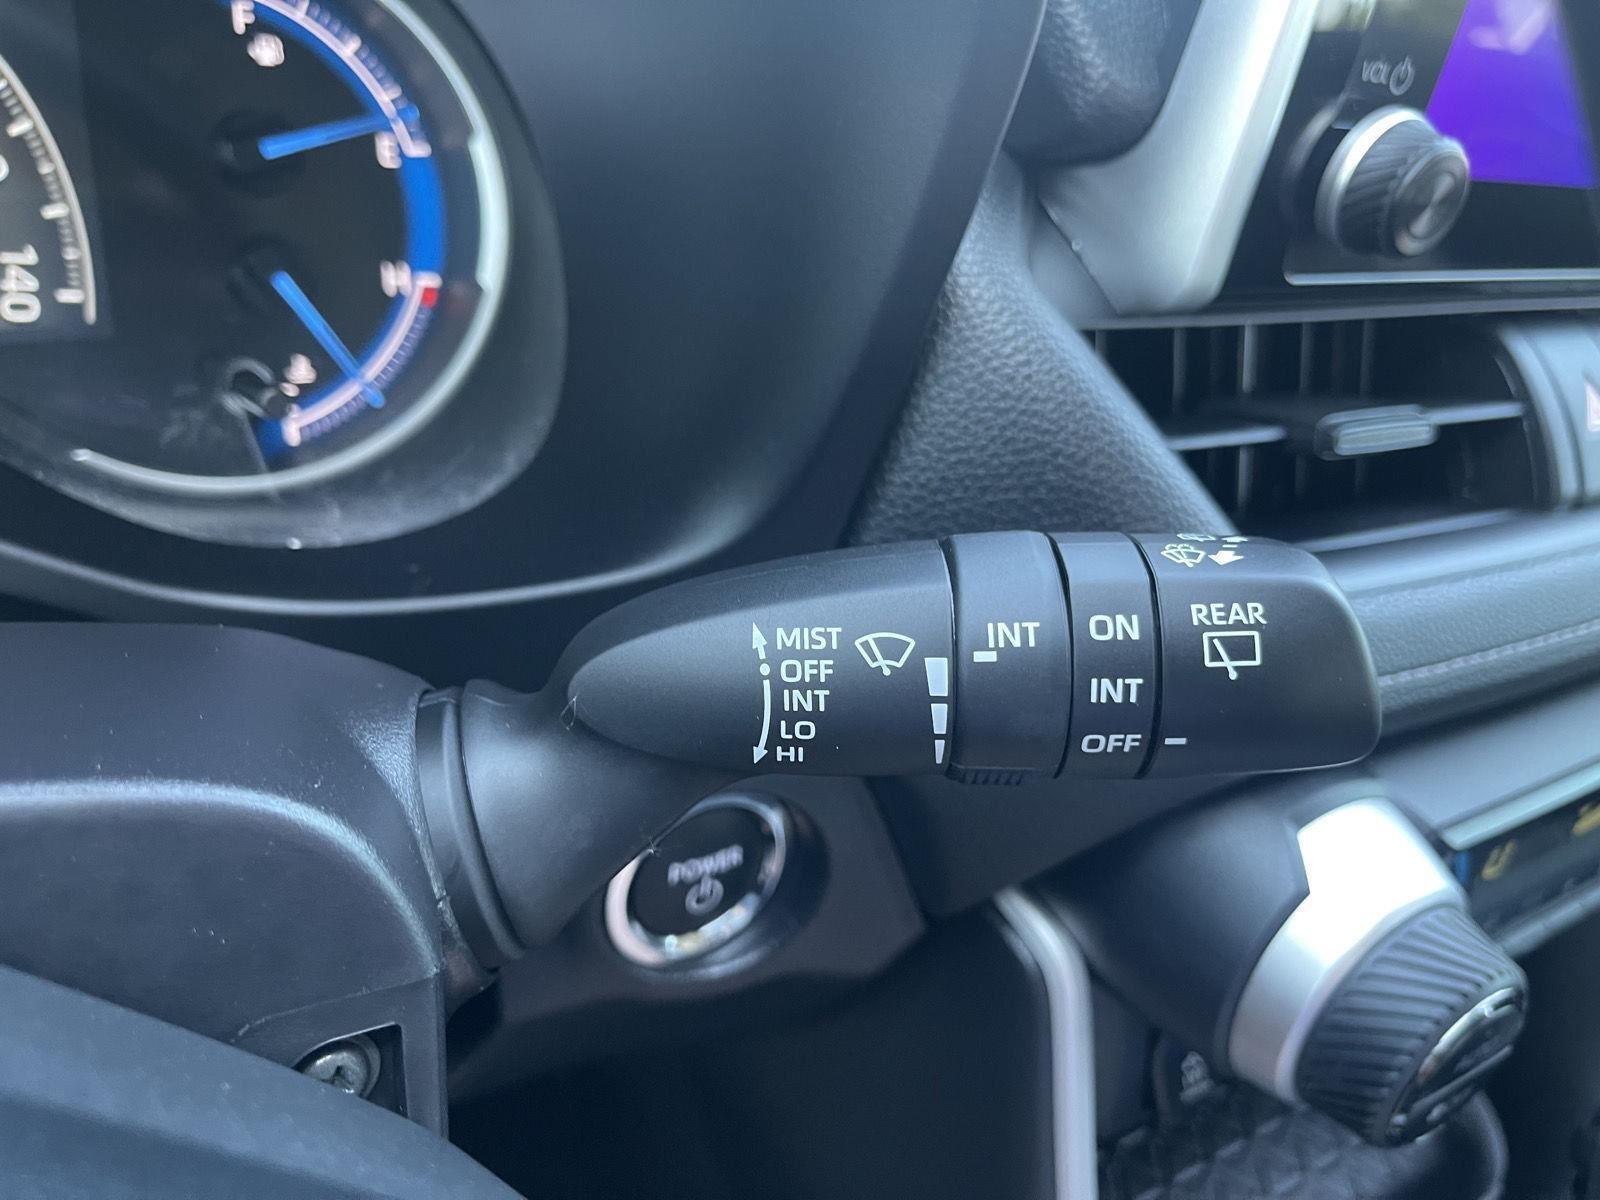 F
E
H
140
VOL
MIST
OFF
INT
LO
HI
INT
ON
INT
OFF
REAR
POWER